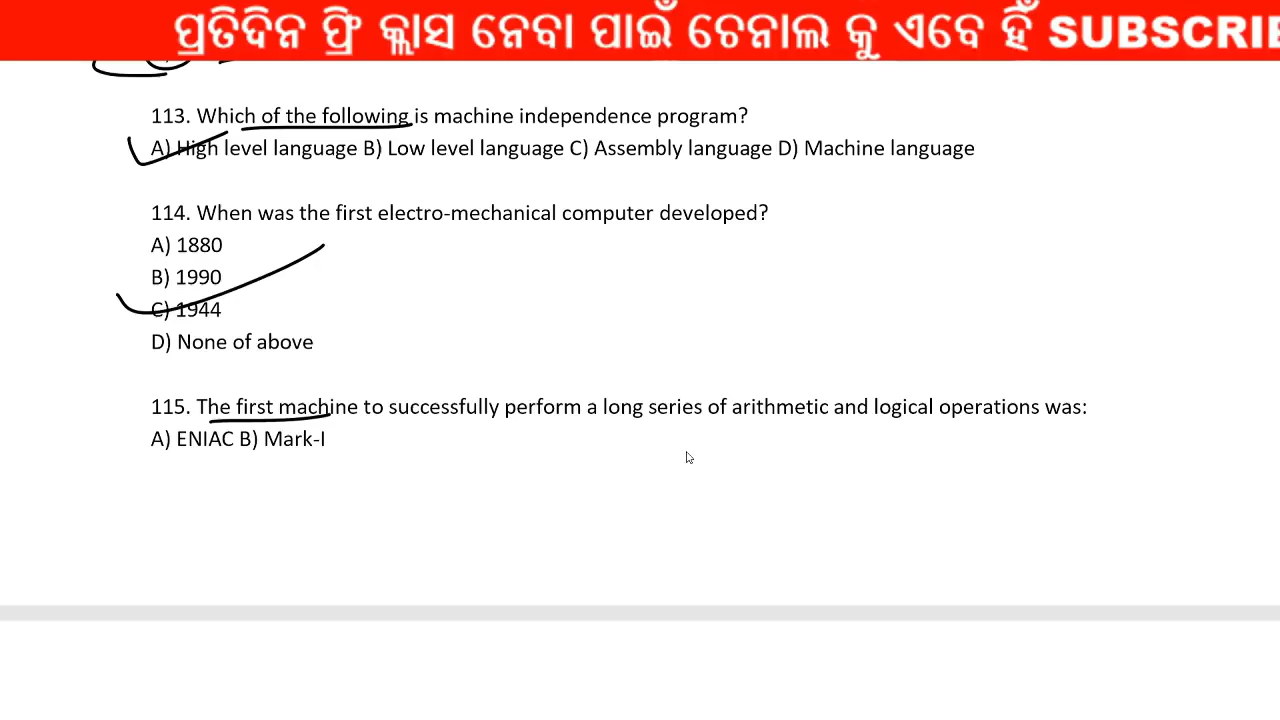 ପ୍ରତିଦିନ ଫ୍ରି କ୍ଲାସ ନେବା ପାଇଁ ଚେନାଲ କୁ ଏବେ ହିଁ SUBSCRIB
113. Which of the following is machine independence program?
A) High level language B) Low level language C) Assembly language D) Machine language
114. When was the first electro-mechanical computer developed?
A) 1880
B) 1990
C) 1944
D) None of above
115. The first machine to successfully perform a long series of arithmetic and logical operations was:
A) ENIAC B) Mark-I